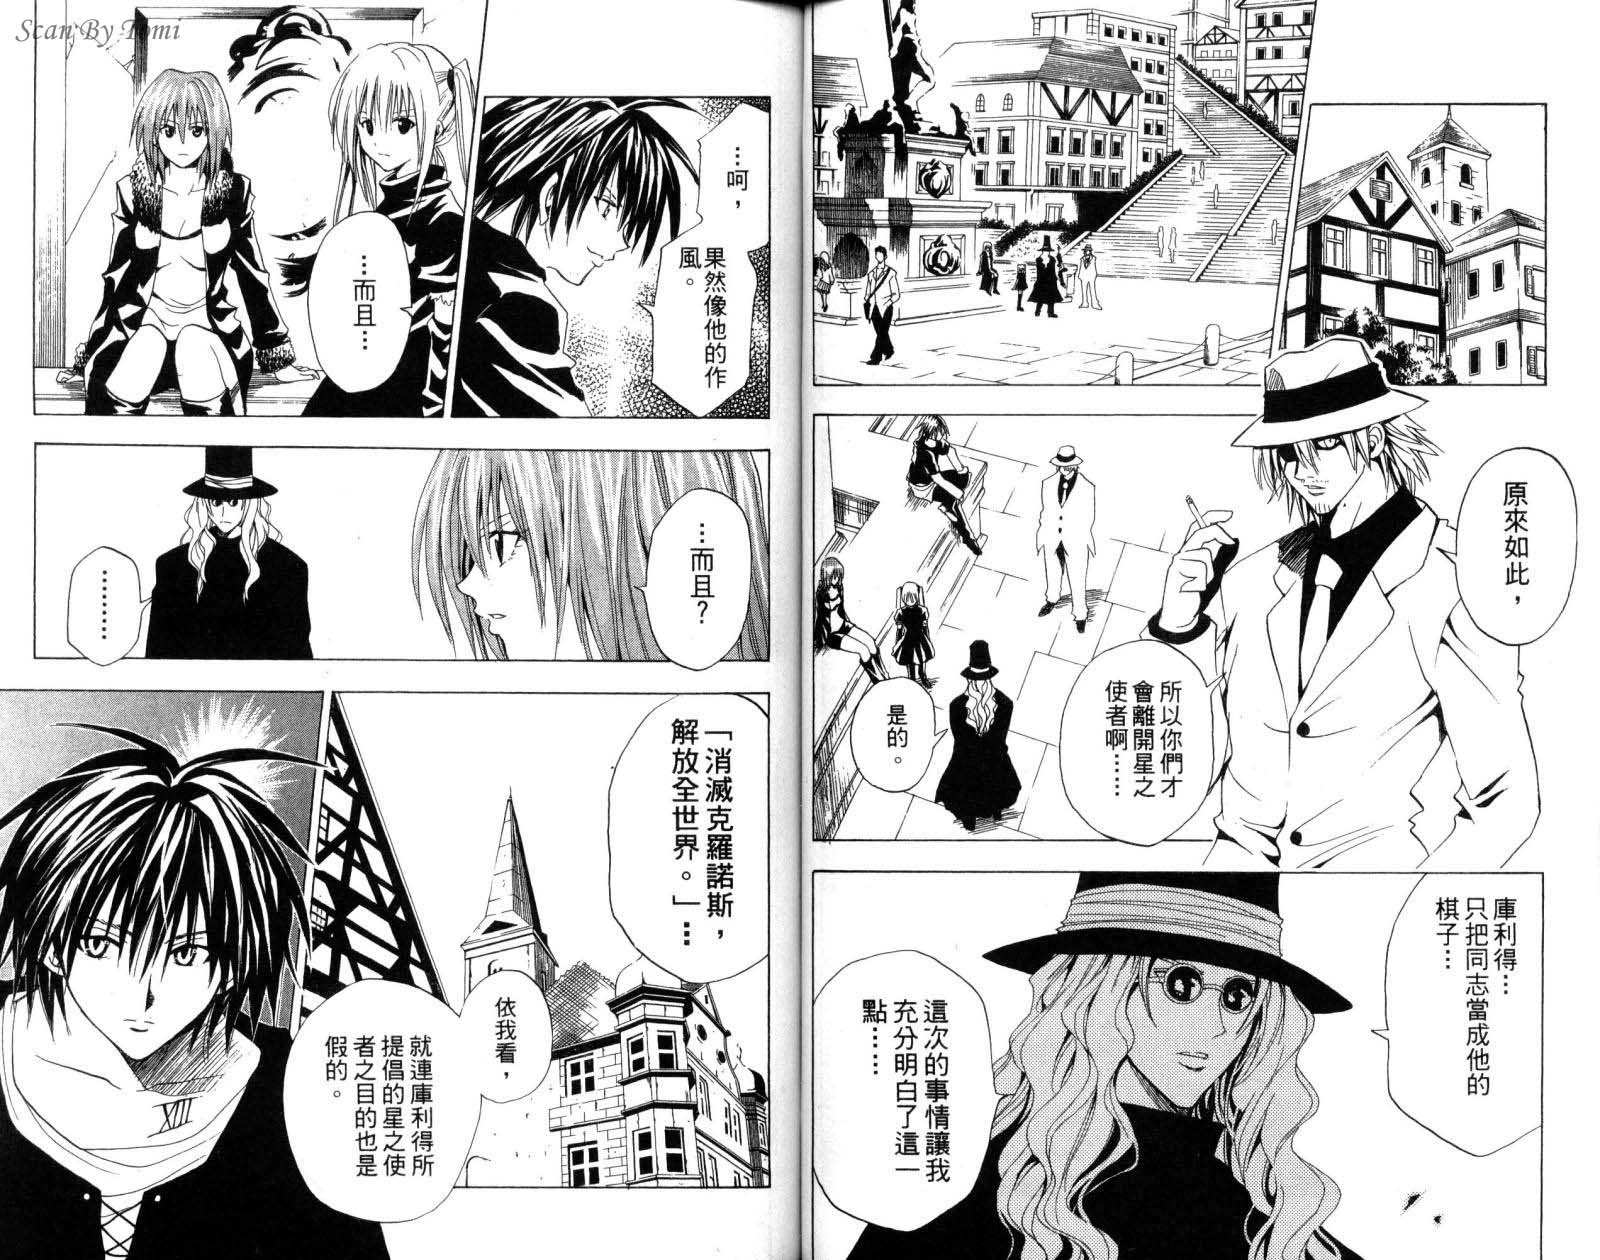 原來如此，
所以你們才
會離開星之
使者啊……
是的。
庫利得…
只把同志當成他的
棋子…
這次的事情讓我
充分明白了這一
點……
…呵，
果然像他的作
風。
…而且…
…而且？
………
「消滅克羅諾斯，
解放全世界。」…
依我看，
就連庫利得所
提倡的星之使
者之目的也是
假的。
XIII
Scan By Tomi